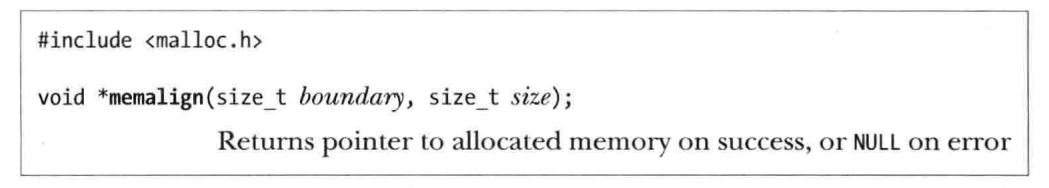 #include <malloc.h>
void *memalign(size_t boundary, size_t size);
Returns pointer to allocated memory on success, or NULL on error